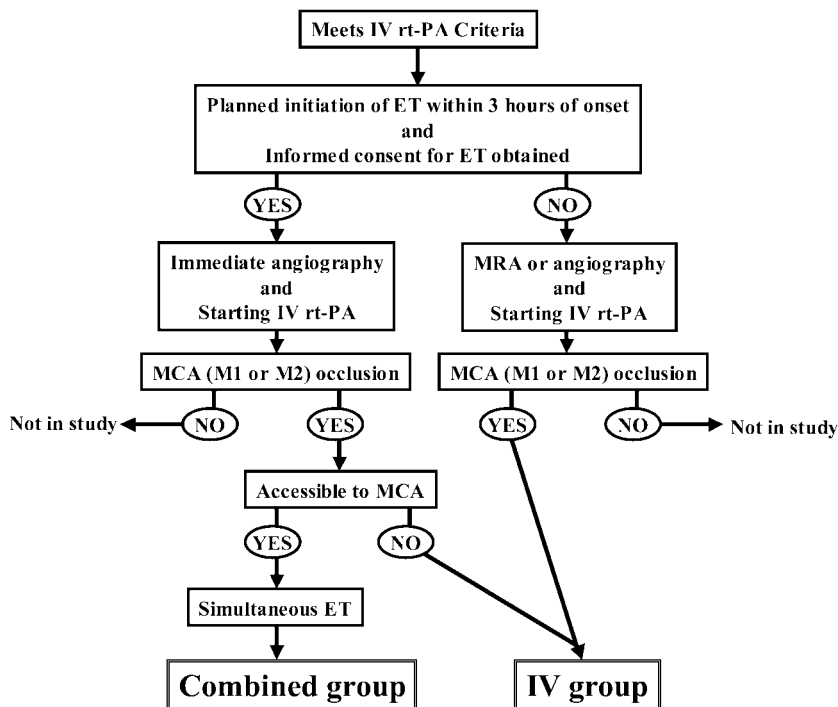 Meets IV rt-PA Criteria
Planned initiation of ET within 3 hours of onset
and
Informed consent for ET obtained
YES
NO
Immediate angiography
and
Starting IV rt-PA
MRA or angiography
and
Starting IV rt-PA
MCA (M1 or M2) occlusion
MCA (M1 or M2) occlusion
Not in study
NO
YES
YES
NO
Not in study
Accessible to MCA
YES
NO
Simultaneous ET
Combined group
IV group